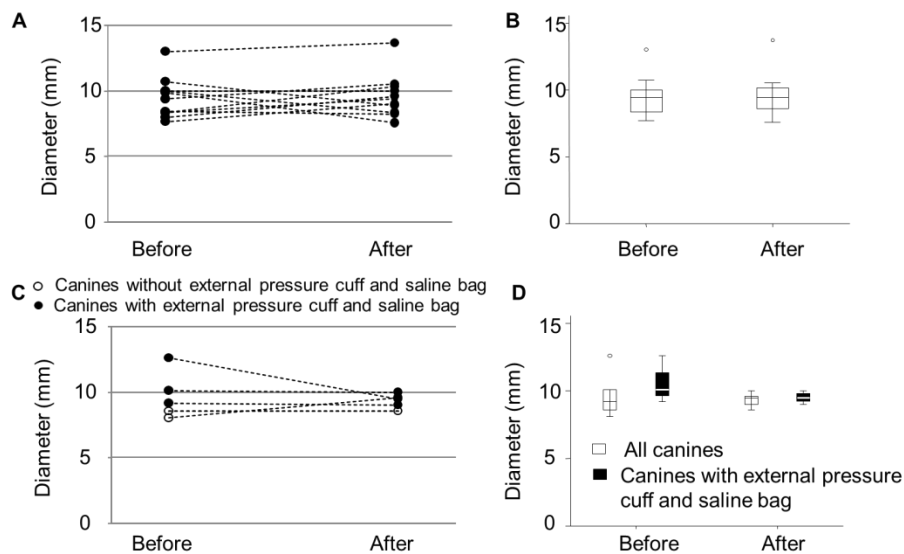 A
15
10
5
0
Diameter (mm)
Before
After
B
15
10
5
0
Diameter (mm)
Before
After
Canines without external pressure cuff and saline bag
C
Canines with external pressure cuff and saline bag
15
10
5
0
Diameter (mm)
Before
After
D
15
10
5
0
Diameter (mm)
All canines
Canines with external pressure
cuff and saline bag
Before
After